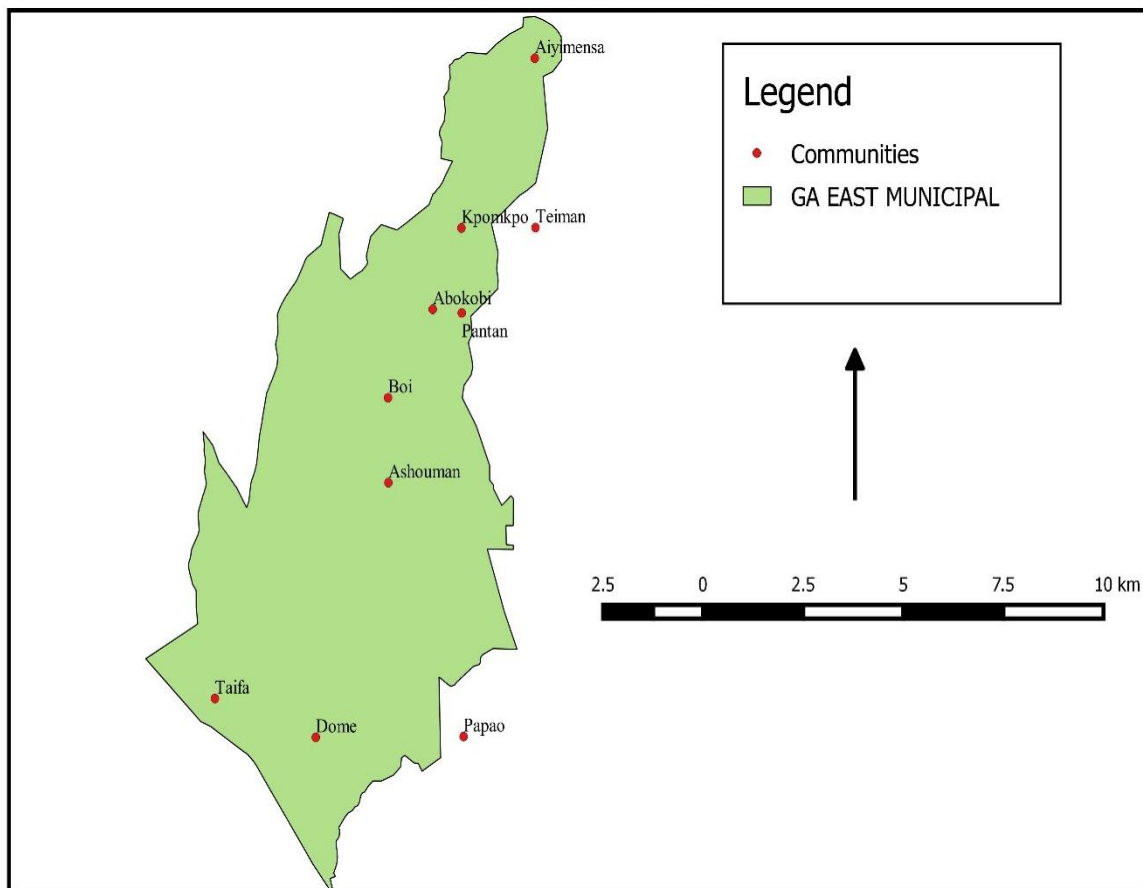 Aiyimensa
Legend
Communities
GA EAST MUNICIPAL
Kpomkpo
Teiman
Abokobi
Pantan
Boi
Ashouman
2.5 0 2.5 5 7.5 10 km
Taifa
Dome
Papao